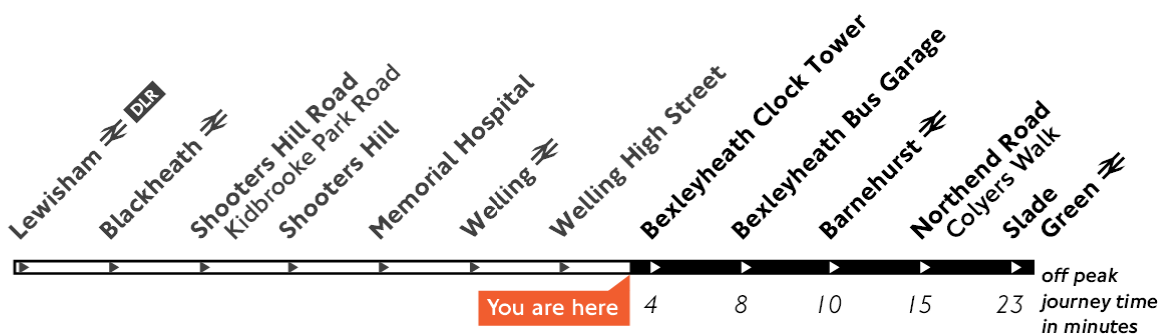 Lewisham DLR
Blackheath
Shooters Hill Road
Kidbrooke Park Road
Shooters Hill
Memorial Hospital
Welling
Welling High Street
Bexleyheath Clock Tower
Bexleyheath Bus Garage
Barnehurst
Northend Road
Colyers Walk
Slade
Green
You are here
4 8 10 15 23
off peak
journey time
in minutes